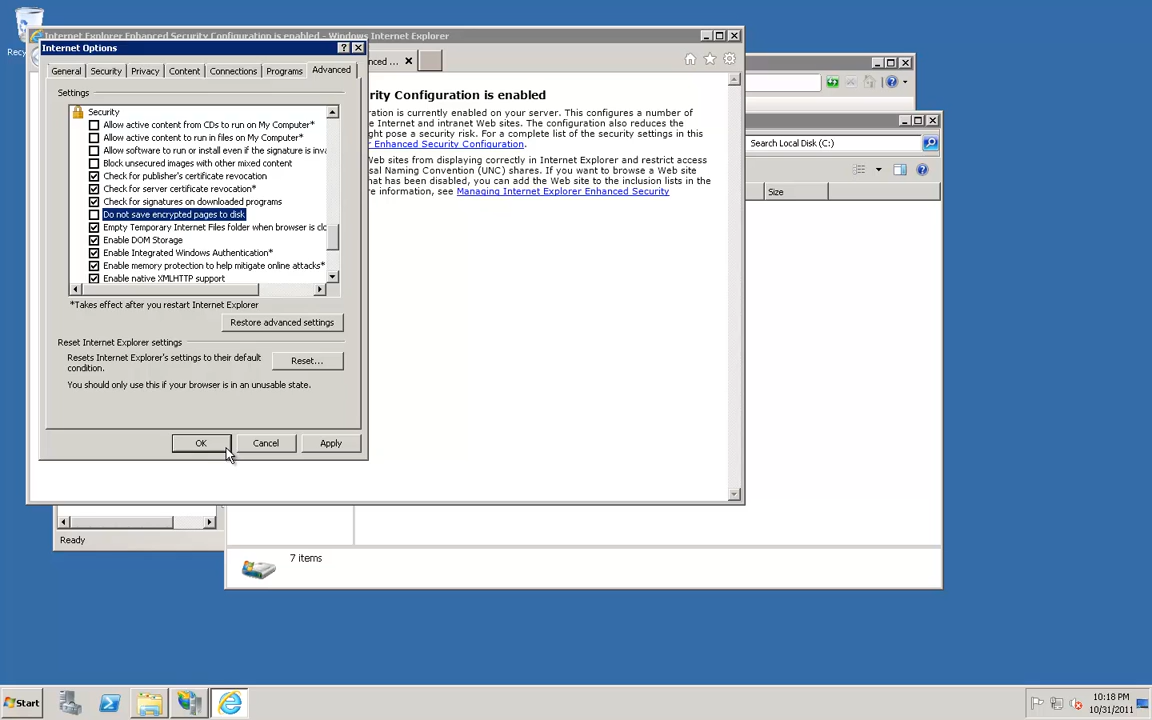 Recy
Internet Explorer Enhanced Security Configuration is enabled - Windows Internet Explorer
Internet Options
General
Security
Privacy
Content
Connections
Programs
Advanced
nced ...
Settings
Security
Allow active content from CDs to run on My Computer*
Allow active content to run in files on My Computer*
Allow software to run or install even if the signature is inva
Block unsecured images with other mixed content
Check for publisher's certificate revocation
Check for server certificate revocation*
Check for signatures on downloaded programs
Do not save encrypted pages to disk
Empty Temporary Internet Files folder when browser is clo
Enable DOM Storage
Enable Integrated Windows Authentication*
Enable memory protection to help mitigate online attacks*
Enable native XMLHTTP support
*Takes effect after you restart Internet Explorer
Restore advanced settings
Reset Internet Explorer settings
Resets Internet Explorer's settings to their default
condition.
Reset...
You should only use this if your browser is in an unusable state.
OK
Cancel
Apply
rity Configuration is enabled
ration is currently enabled on your server. This configures a number of
e Internet and intranet Web sites. The configuration also reduces the
ght pose a security risk. For a complete list of the security settings in this
r Enhanced Security Configuration.
Web sites from displaying correctly in Internet Explorer and restrict access
sal Naming Convention (UNC) shares. If you want to browse a Web site
hat has been disabled, you can add the Web site to the inclusion lists in the
re information, see Managing Internet Explorer Enhanced Security
Search Local Disk (C:)
Size
Ready
7 items
Start
10:18 PM
10/31/2011